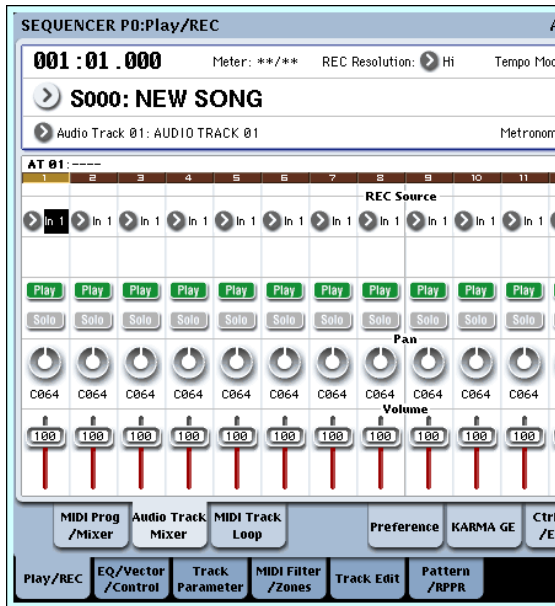 SEQUENCER P0:Play/REC
001:01.000 Meter: **/** REC Resolution: Hi Tempo Mod
S000: NEW SONG
Audio Track 01: AUDIO TRACK 01 Metronom
AT 01:----
1 2 3 4 5 6 7 8 9 10 11
REC Source
In 1 In 1 In 1 In 1 In 1 In 1 In 1 In 1 In 1 In 1 In 1
Play Play Play Play Play Play Play Play Play Play Play
Solo Solo Solo Solo Solo Solo Solo Solo Solo Solo Solo
Pan
C064 C064 C064 C064 C064 C064 C064 C064 C064 C064 C064
Volume
100 100 100 100 100 100 100 100 100 100 100
MIDI Prog /Mixer Audio Track Mixer MIDI Track Loop Preference KARMA GE Ctrl /E
Play/REC EQ/Vector /Control Track Parameter MIDI Filter /Zones Track Edit Pattern /RPPR